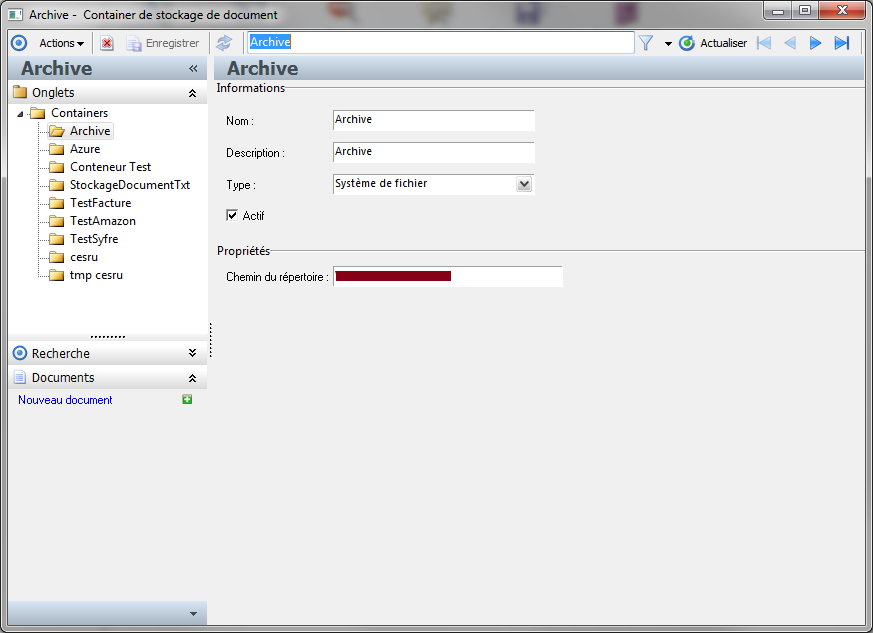 Archive -  Container de stockage de document
Actions Enregistrer Archive Actualiser
Archive «
Onglets
Containers
Archive
Azure
Conteneur Test
StockageDocumentTxt
TestFacture
TestAmazon
TestSyfre
cesru
tmp cesru
Recherche
Documents
Nouveau document
Archive
Informations
Nom : Archive
Description : Archive
Type : Système de fichier
Actif
Propriétés
Chemin du répertoire :